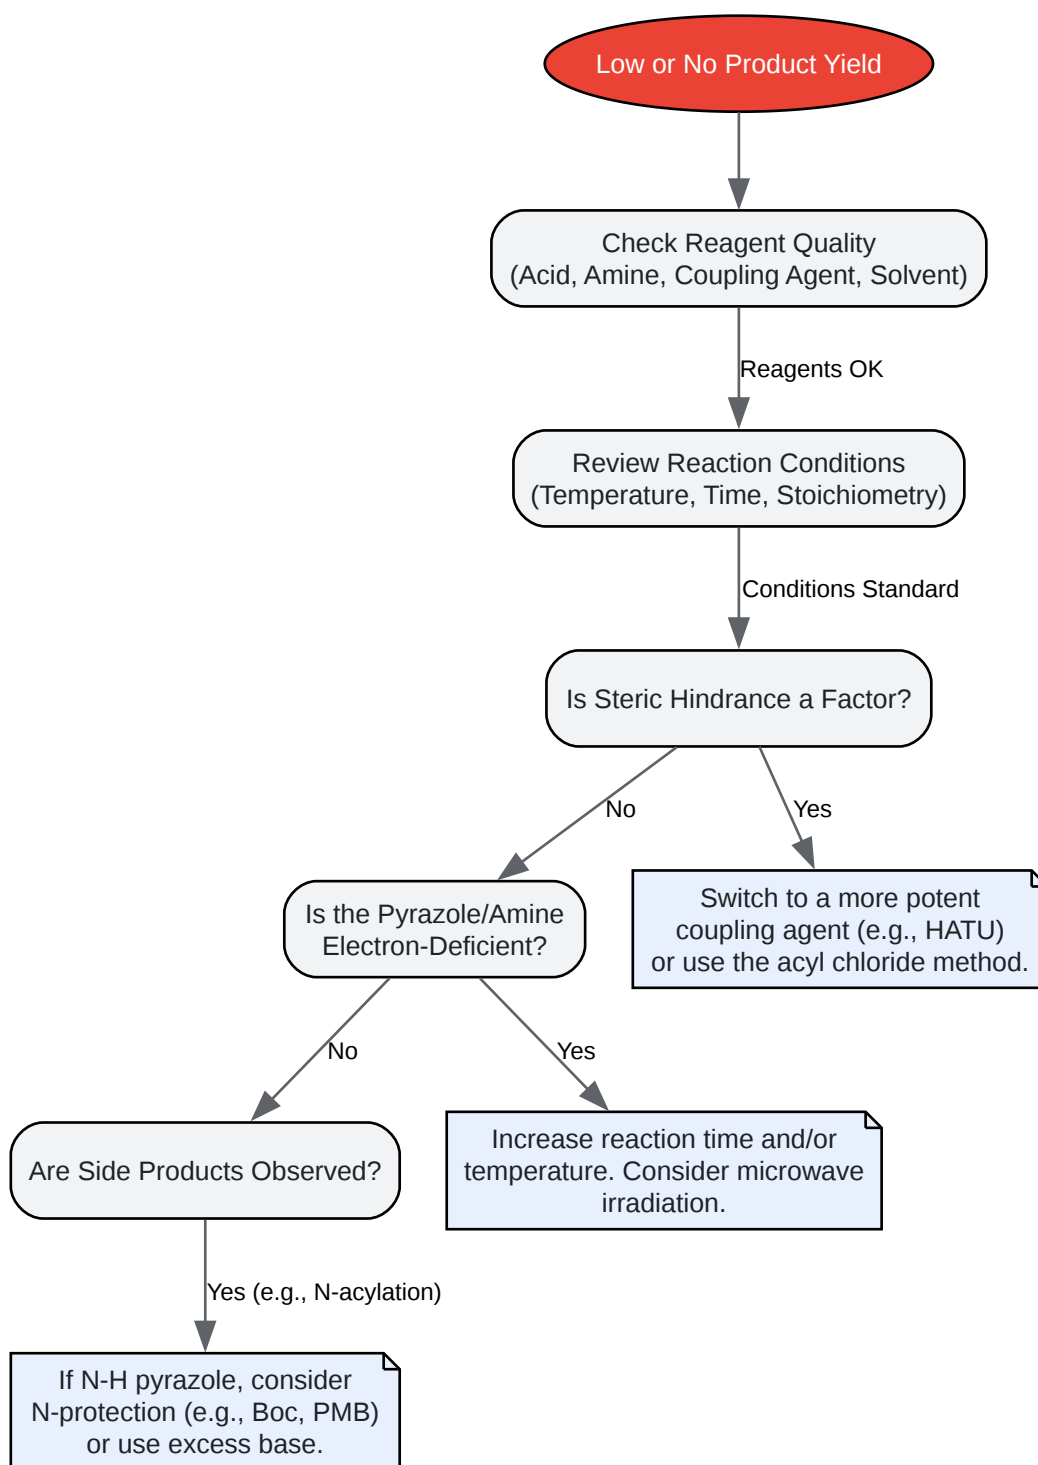 Low or No Product Yield
Check Reagent Quality
(Acid, Amine, Coupling Agent, Solvent)
Reagents OK
Review Reaction Conditions
(Temperature, Time, Stoichiometry)
Conditions Standard
Is Steric Hindrance a Factor?
No
Yes
Is the Pyrazole/Amine
Electron-Deficient?
Switch to a more potent
coupling agent (e.g., HATU)
or use the acyl chloride method.
No
Yes
Are Side Products Observed?
Increase reaction time and/or
temperature. Consider microwave
irradiation.
Yes (e.g., N-acylation)
If N-H pyrazole, consider
N-protection (e.g., Boc, PMB)
or use excess base.